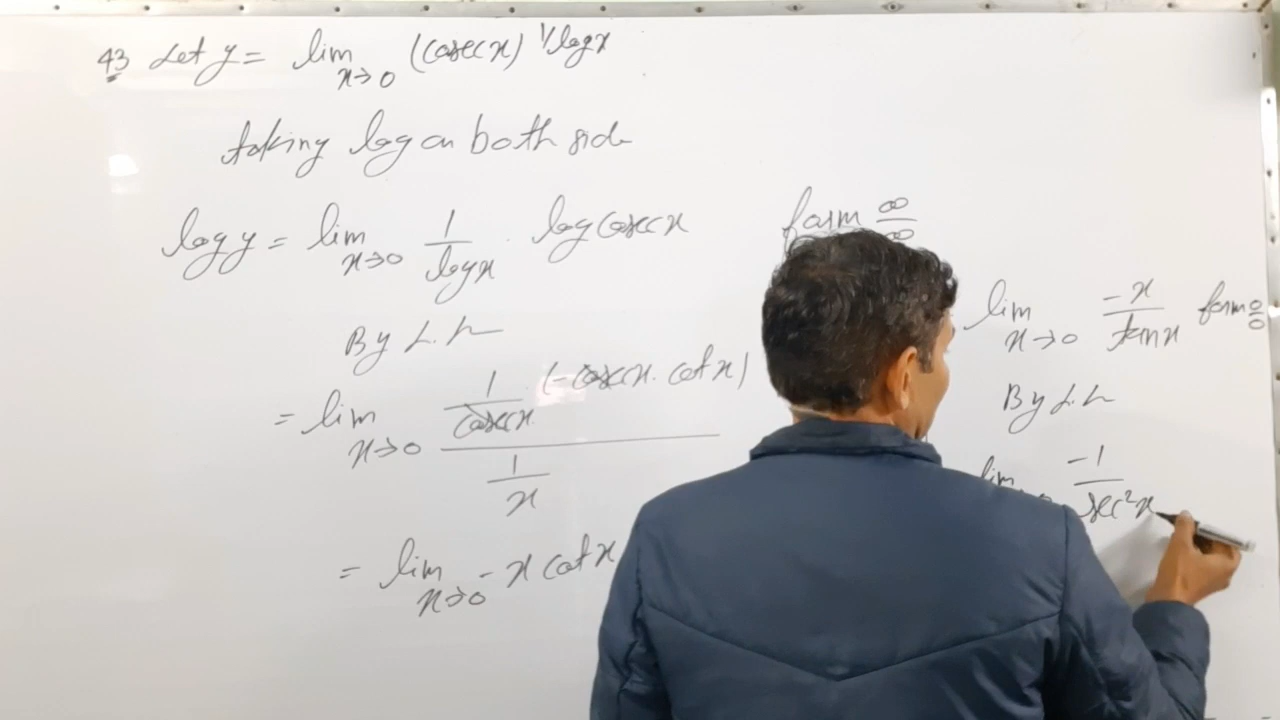 43 Let y = lim x→0 (cosec x)^1/log x
taking log on both side
log y = lim x→0 1/log x . log cosec x form ∞/∞
By L.H
= lim x→0 1/cosec x (-cosec x. cot x) / 1/x
= lim x→0 - x cot x
lim x→0 -x/tan x form 0/0
By L.H
lim -1/sec²x